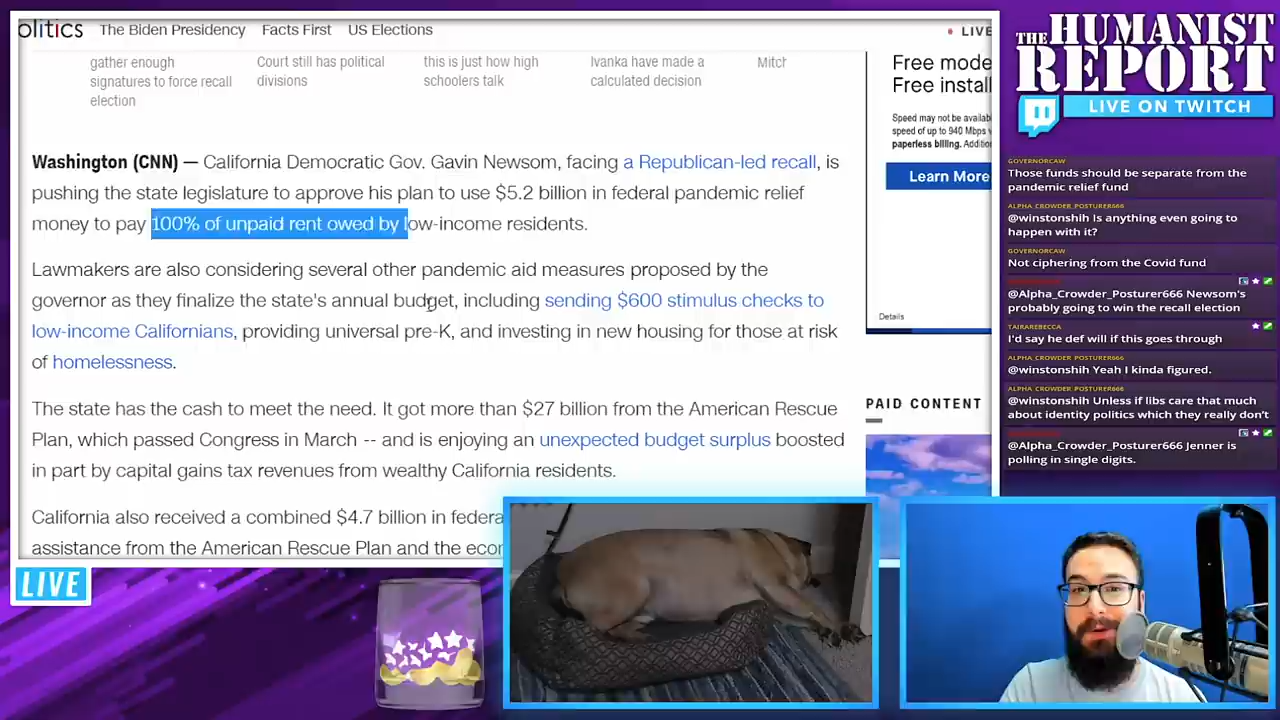 olitics The Biden Presidency Facts First US Elections
• LIVE
gather enough
signatures to force recall
election
Court still has political
divisions
this is just how high
schoolers talk
Ivanka have made a
calculated decision
Mitch
Washington (CNN) — California Democratic Gov. Gavin Newsom, facing a Republican-led recall, is
pushing the state legislature to approve his plan to use $5.2 billion in federal pandemic relief
money to pay 100% of unpaid rent owed by low-income residents.
Lawmakers are also considering several other pandemic aid measures proposed by the
governor as they finalize the state's annual budget, including sending $600 stimulus checks to
low-income Californians, providing universal pre-K, and investing in new housing for those at risk
of homelessness.
The state has the cash to meet the need. It got more than $27 billion from the American Rescue
Plan, which passed Congress in March -- and is enjoying an unexpected budget surplus boosted
in part by capital gains tax revenues from wealthy California residents.
California also received a combined $4.7 billion in federa
assistance from the American Rescue Plan and the econ
Free mode
Free install
Speed may not be availab
speed of up to 940 Mbps v
paperless billing. Additio
Learn More
Details
PAID CONTENT
THE HUMANIST
REPORT
LIVE ON TWITCH
GOVERNORCAW
Those funds should be separate from the
pandemic relief fund
ALPHA_CROWDER_POSTURER666
@winstonshih Is anything even going to
happen with it?
GOVERNORCAW
Not ciphering from the Covid fund
@Alpha_Crowder_Posturer666 Newsom's
probably going to win the recall election
TAIRAREBECCA
I'd say he def will if this goes through
ALPHA_CROWDER_POSTURER666
@winstonshih Yeah I kinda figured.
ALPHA_CROWDER_POSTURER666
@winstonshih Unless if libs care that much
about identity politics which they really don't
@Alpha_Crowder_Posturer666 Jenner is
polling in single digits.
LIVE